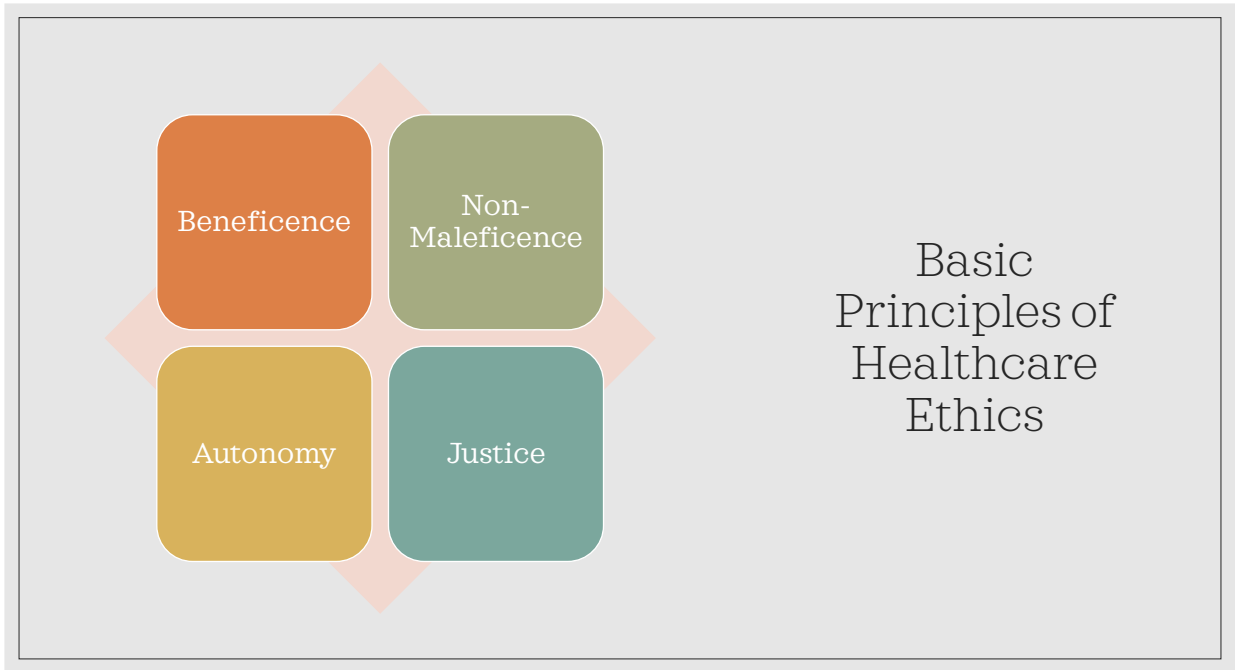 Beneficence
Non-
Maleficence
Autonomy
Justice
Basic
Principles of
Healthcare
Ethics